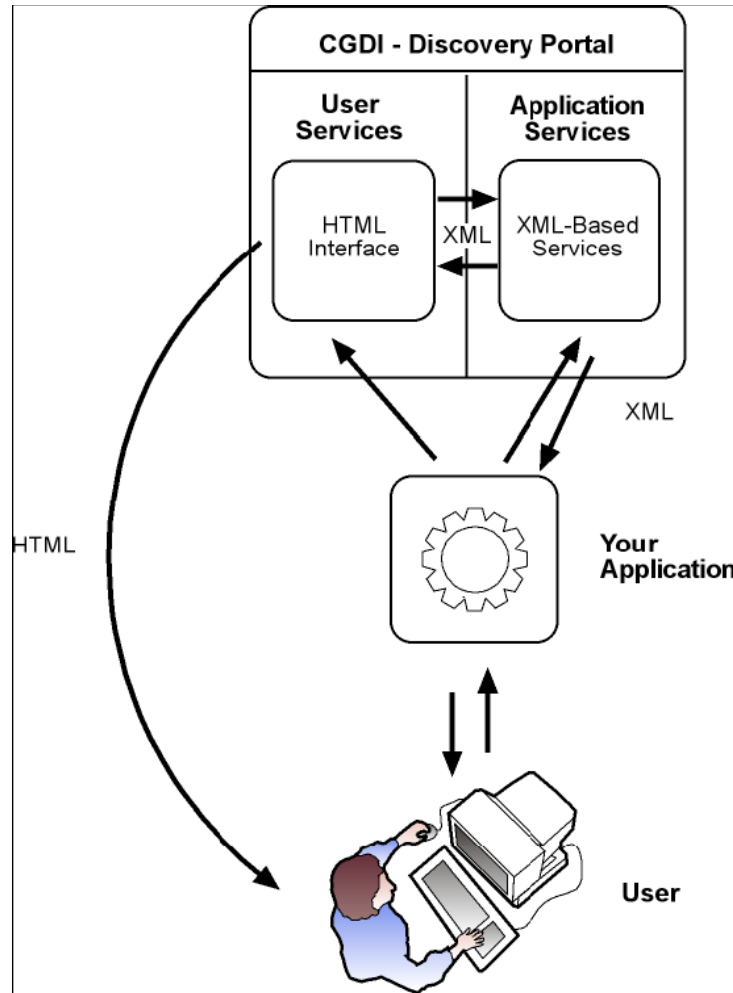 CGDI - Discovery Portal
User
Services
Application
Services
HTML
Interface
XML
XML-Based
Services
XML
HTML
Your
Application
User